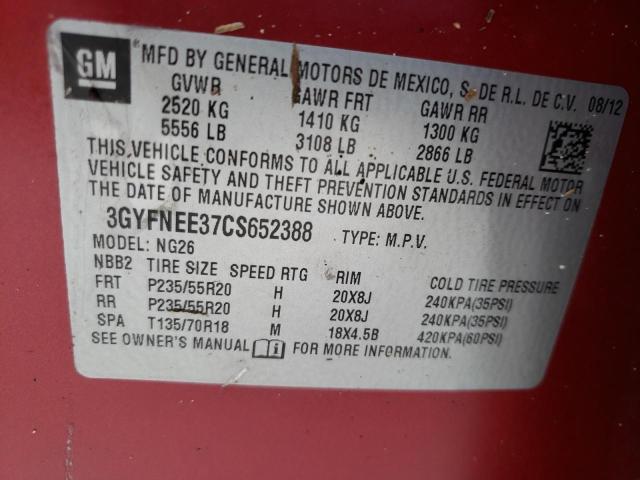 GM
MFD BY GENERAL MOTORS DE MEXICO, S. DE R.L. DE C.V. 08/12
GVWR GAWR FRT GAWR RR
2520 KG 1410 KG 1300 KG
5556 LB 3108 LB 2866 LB
THIS VEHICLE CONFORMS TO ALL APPLICABLE U.S. FEDERAL MOTOR
VEHICLE SAFETY AND THEFT PREVENTION STANDARDS IN EFFECT ON
THE DATE OF MANUFACTURE SHOWN ABOVE.
3GYFNEE37CS652388 TYPE: M.P.V.
MODEL: NG26
NBB2 TIRE SIZE SPEED RTG RIM COLD TIRE PRESSURE
FRT P235/55R20 H 20X8J 240KPA(35PSI)
RR P235/55R20 H 20X8J 240KPA(35PSI)
SPA T135/70R18 M 18X4.5B 420KPA(60PSI)
SEE OWNER'S MANUAL FOR MORE INFORMATION.